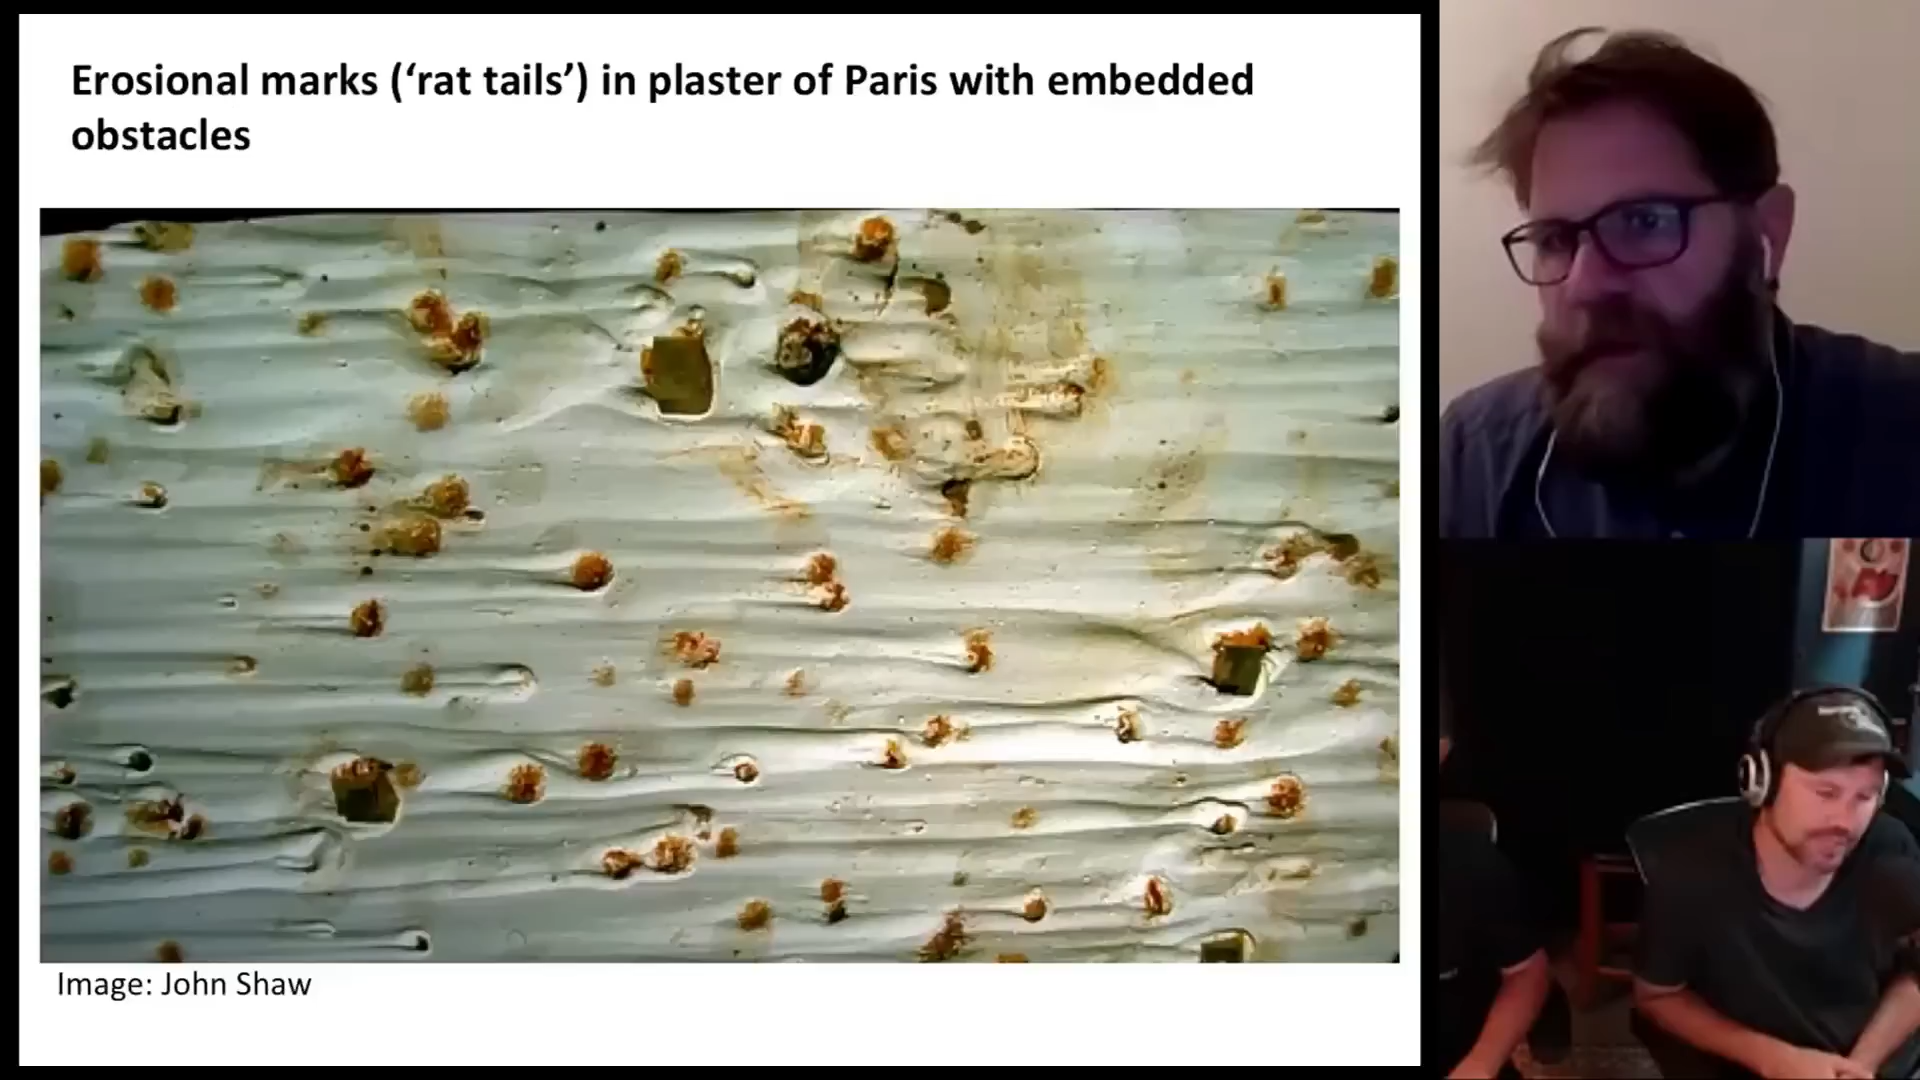 Erosional marks (‘rat tails’) in plaster of Paris with embedded
obstacles
Image: John Shaw